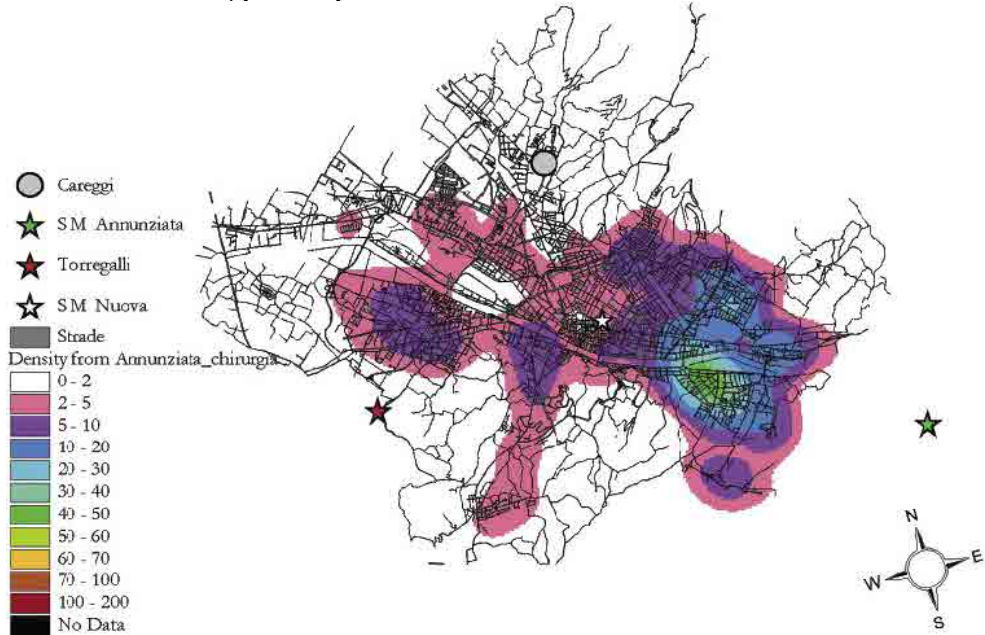 Careggi
S M Annunziata
Torregalli
S M Nuova
Strade
Density from Annunziata_chirurgia
0 - 2
2 - 5
5 - 10
10 - 20
20 - 30
30 - 40
40 - 50
50 - 60
60 - 70
70 - 100
100 - 200
No Data
N
E
W
S